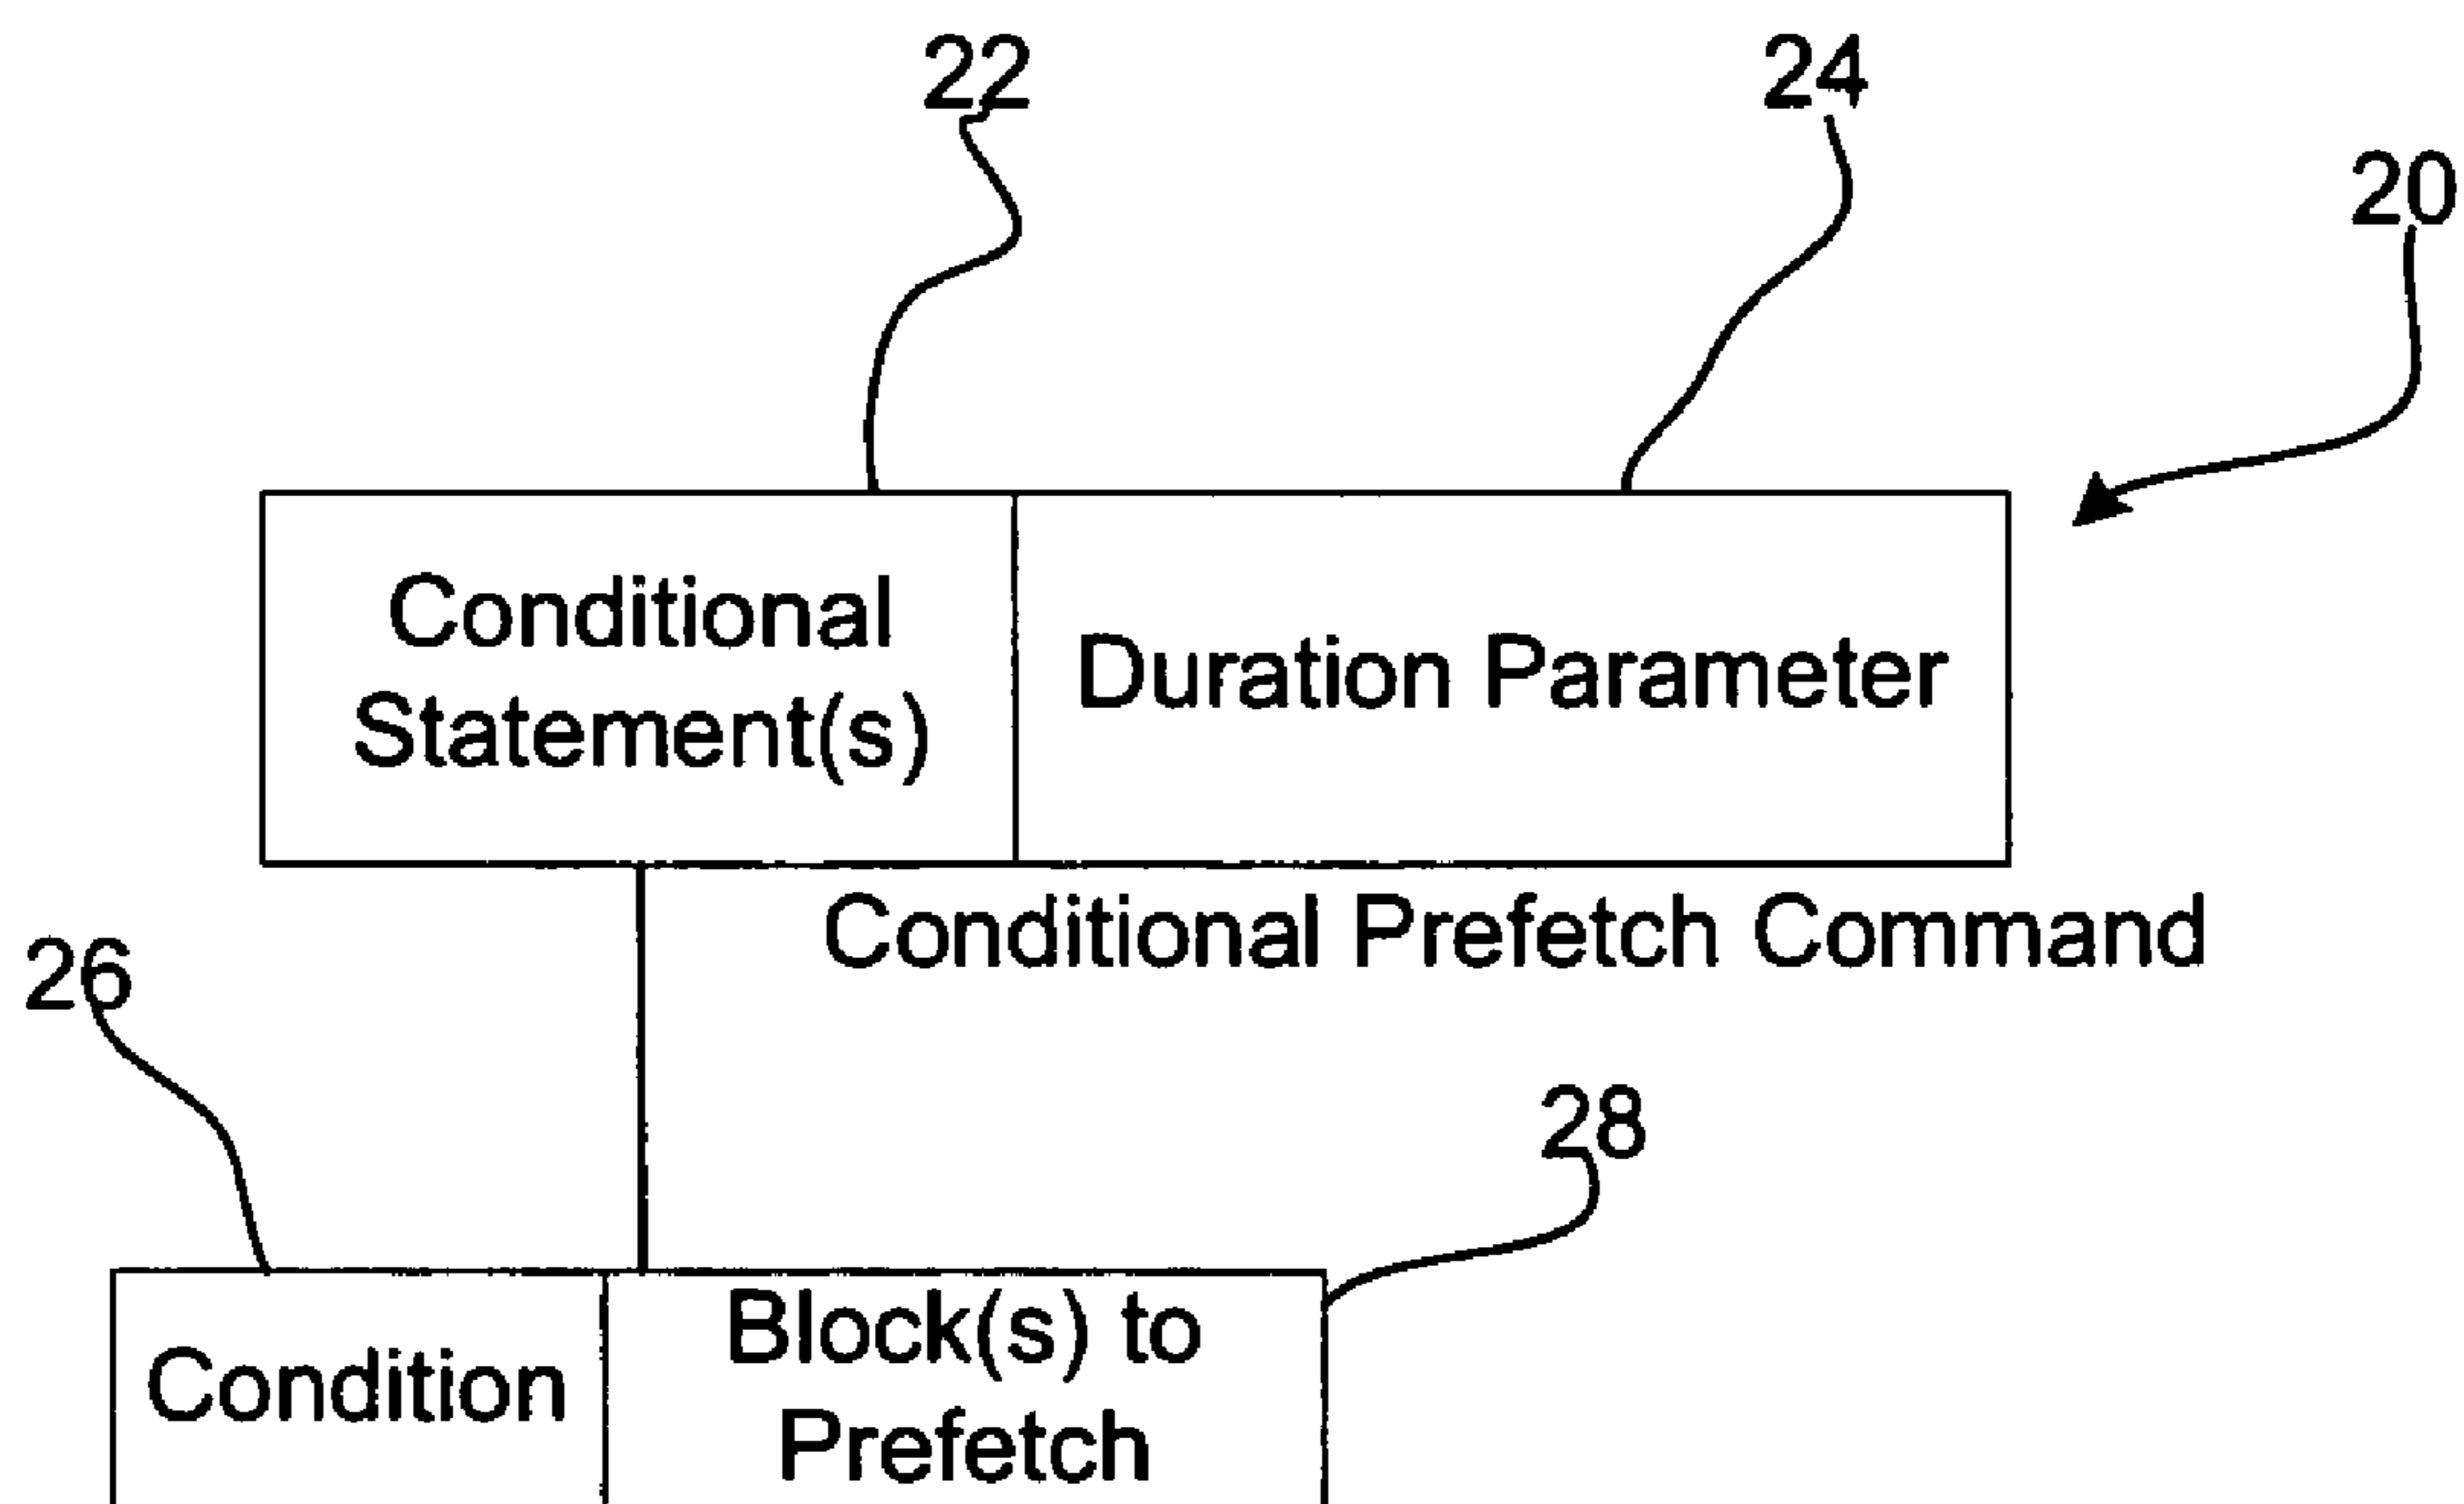 22
24
20
Conditional
Statement(s)
Duration Parameter
Conditional Prefetch Command
26
28
Condition
Block(s) to
Prefetch